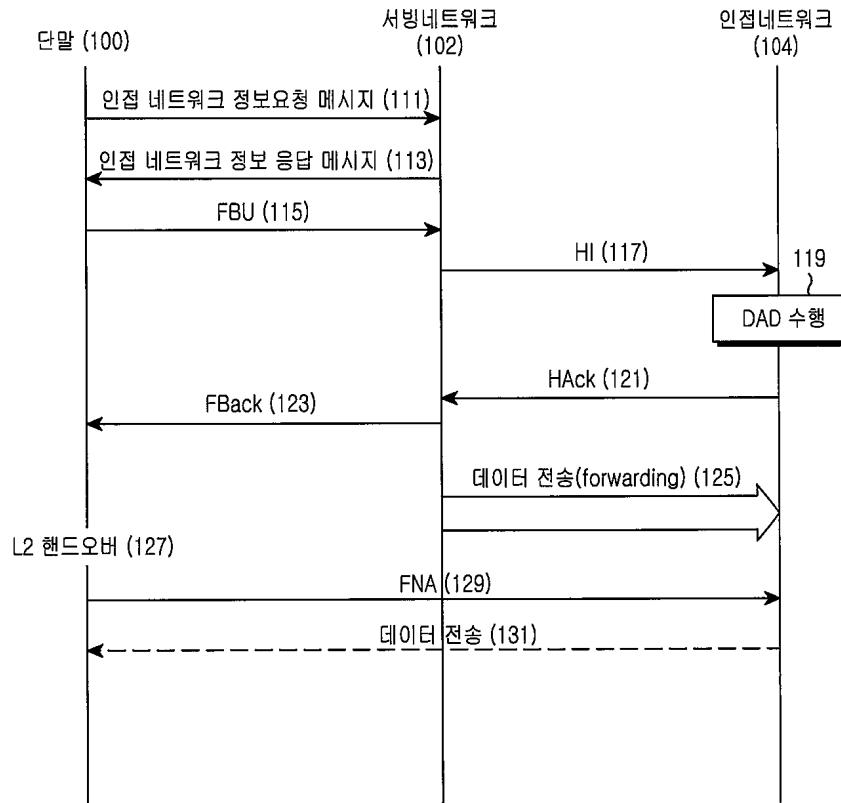 단말 (100)
서빙네트워크
(102)
인접네트워크
(104)
인접 네트워크 정보요청 메시지 (111)
인접 네트워크 정보 응답 메시지 (113)
FBU (115)
HI (117)
119
DAD 수행
HAck (121)
FBack (123)
데이터 전송(forwarding) (125)
L2 핸드오버 (127)
FNA (129)
데이터 전송 (131)